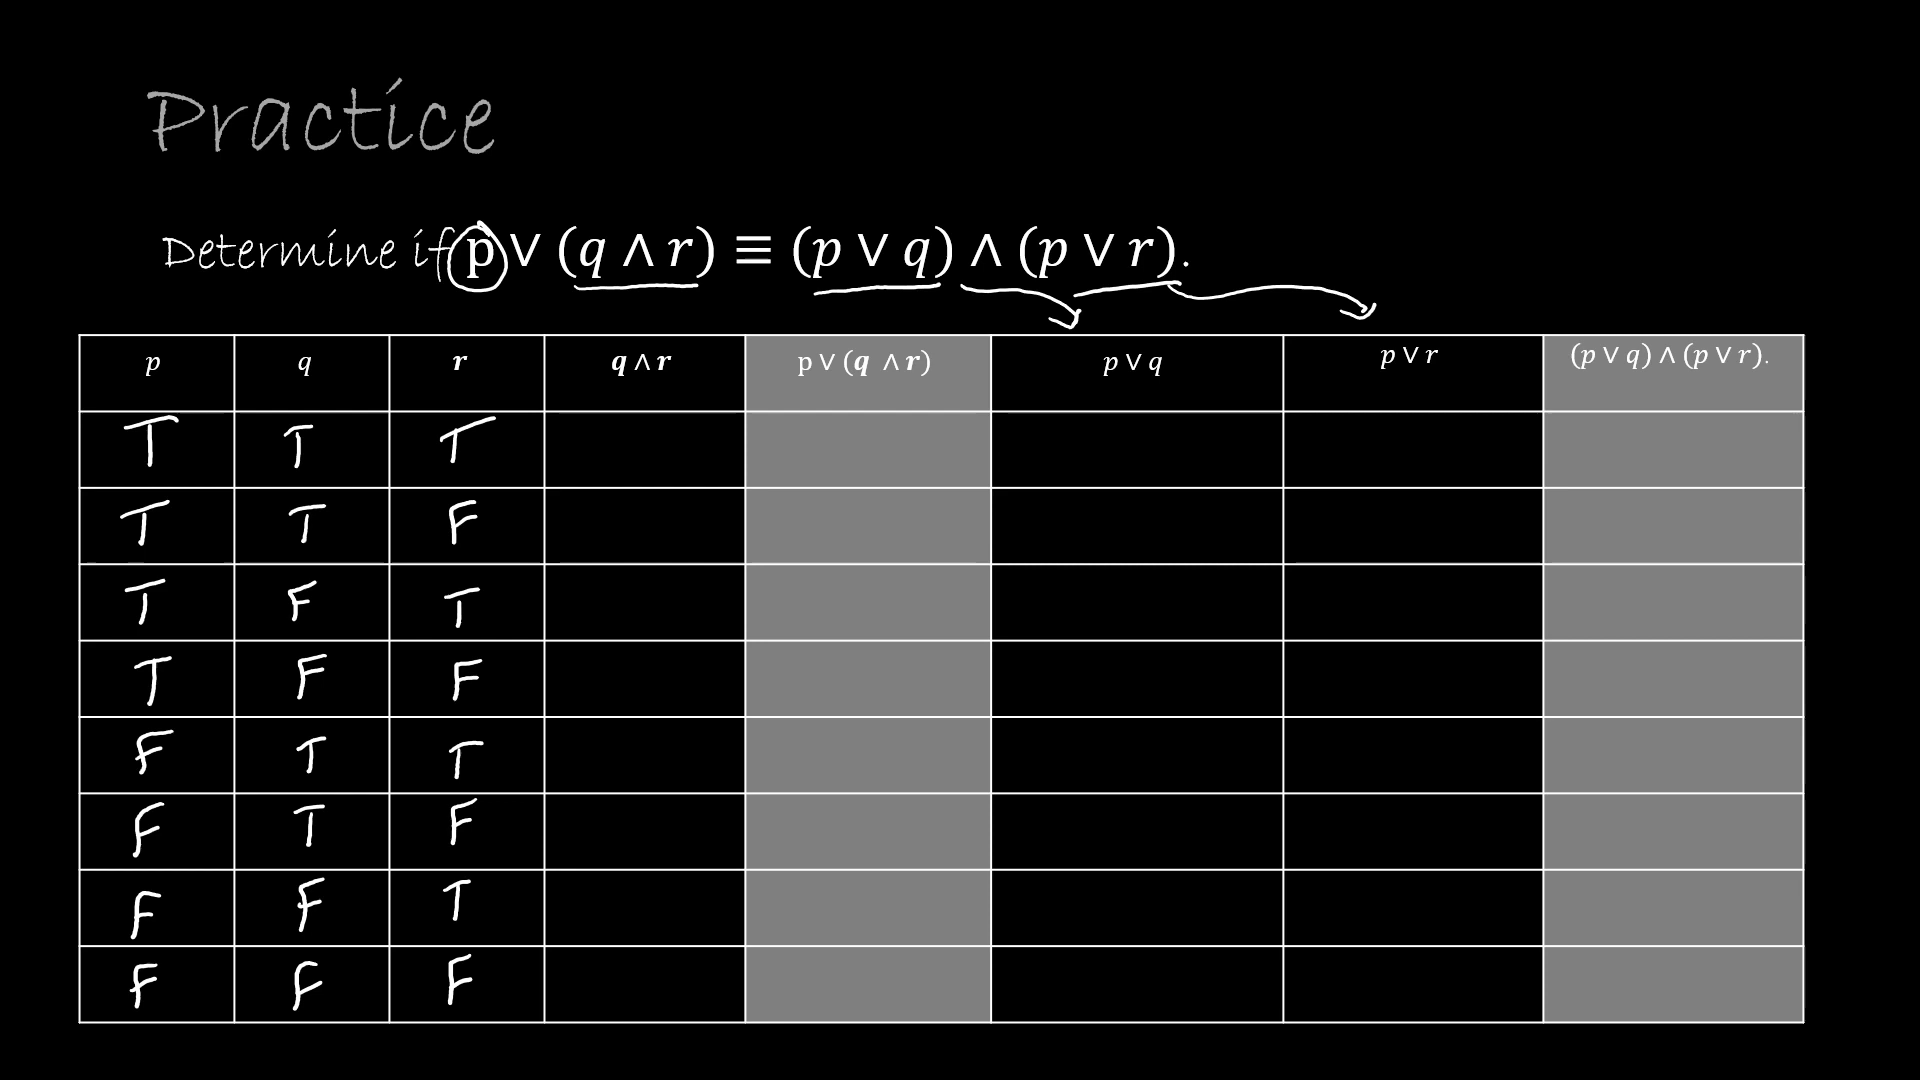 Practice
Determine if p ∨ (q ∧ r) ≡ (p ∨ q) ∧ (p ∨ r).
p q r q ∧ r p ∨ (q ∧ r) p ∨ q p ∨ r (p ∨ q) ∧ (p ∨ r).
T T T
T T F
T F T
T F F
F T T
F T F
F F T
F F F